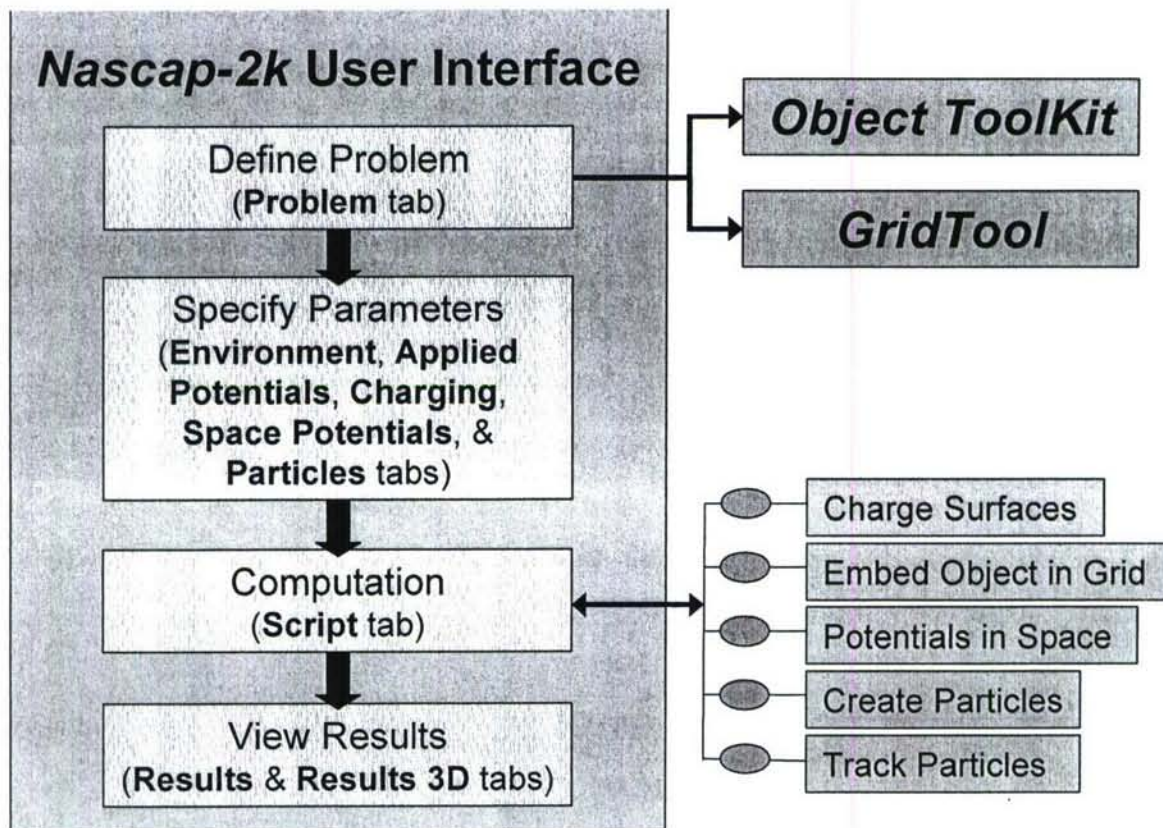 Nascap-2k User Interface
Define Problem
(Problem tab)
Specify Parameters
(Environment, Applied
Potentials, Charging,
Space Potentials, &
Particles tabs)
Computation
(Script tab)
View Results
(Results & Results 3D tabs)
Object ToolKit
GridTool
Charge Surfaces
Embed Object in Grid
Potentials in Space
Create Particles
Track Particles